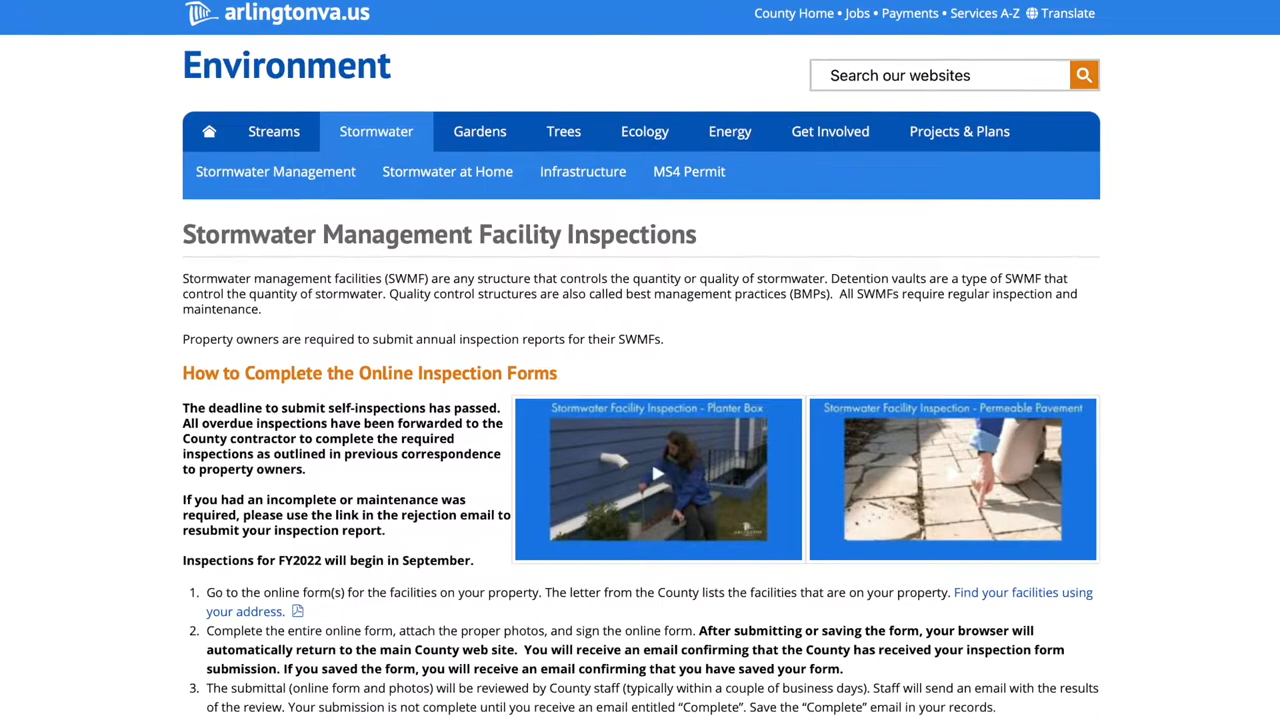 arlingtonva.us
County Home • Jobs • Payments • Services A-Z Translate
Environment
Search our websites
Streams Stormwater Gardens Trees Ecology Energy Get Involved Projects & Plans
Stormwater Management Stormwater at Home Infrastructure MS4 Permit
Stormwater Management Facility Inspections
Stormwater management facilities (SWMF) are any structure that controls the quantity or quality of stormwater. Detention vaults are a type of SWMF that
control the quantity of stormwater. Quality control structures are also called best management practices (BMPs).  All SWMFs require regular inspection and
maintenance.
Property owners are required to submit annual inspection reports for their SWMFs.
How to Complete the Online Inspection Forms
The deadline to submit self-inspections has passed.
All overdue inspections have been forwarded to the
County contractor to complete the required
inspections as outlined in previous correspondence
to property owners.
If you had an incomplete or maintenance was
required, please use the link in the rejection email to
resubmit your inspection report.
Inspections for FY2022 will begin in September.
Stormwater Facility Inspection - Planter Box
ARLINGTON
Stormwater Facility Inspection - Permeable Pavement
1. Go to the online form(s) for the facilities on your property. The letter from the County lists the facilities that are on your property. Find your facilities using
your address.
2. Complete the entire online form, attach the proper photos, and sign the online form. After submitting or saving the form, your browser will
automatically return to the main County web site.  You will receive an email confirming that the County has received your inspection form
submission. If you saved the form, you will receive an email confirming that you have saved your form.
3. The submittal (online form and photos) will be reviewed by County staff (typically within a couple of business days). Staff will send an email with the results
of the review. Your submission is not complete until you receive an email entitled “Complete”. Save the “Complete” email in your records.